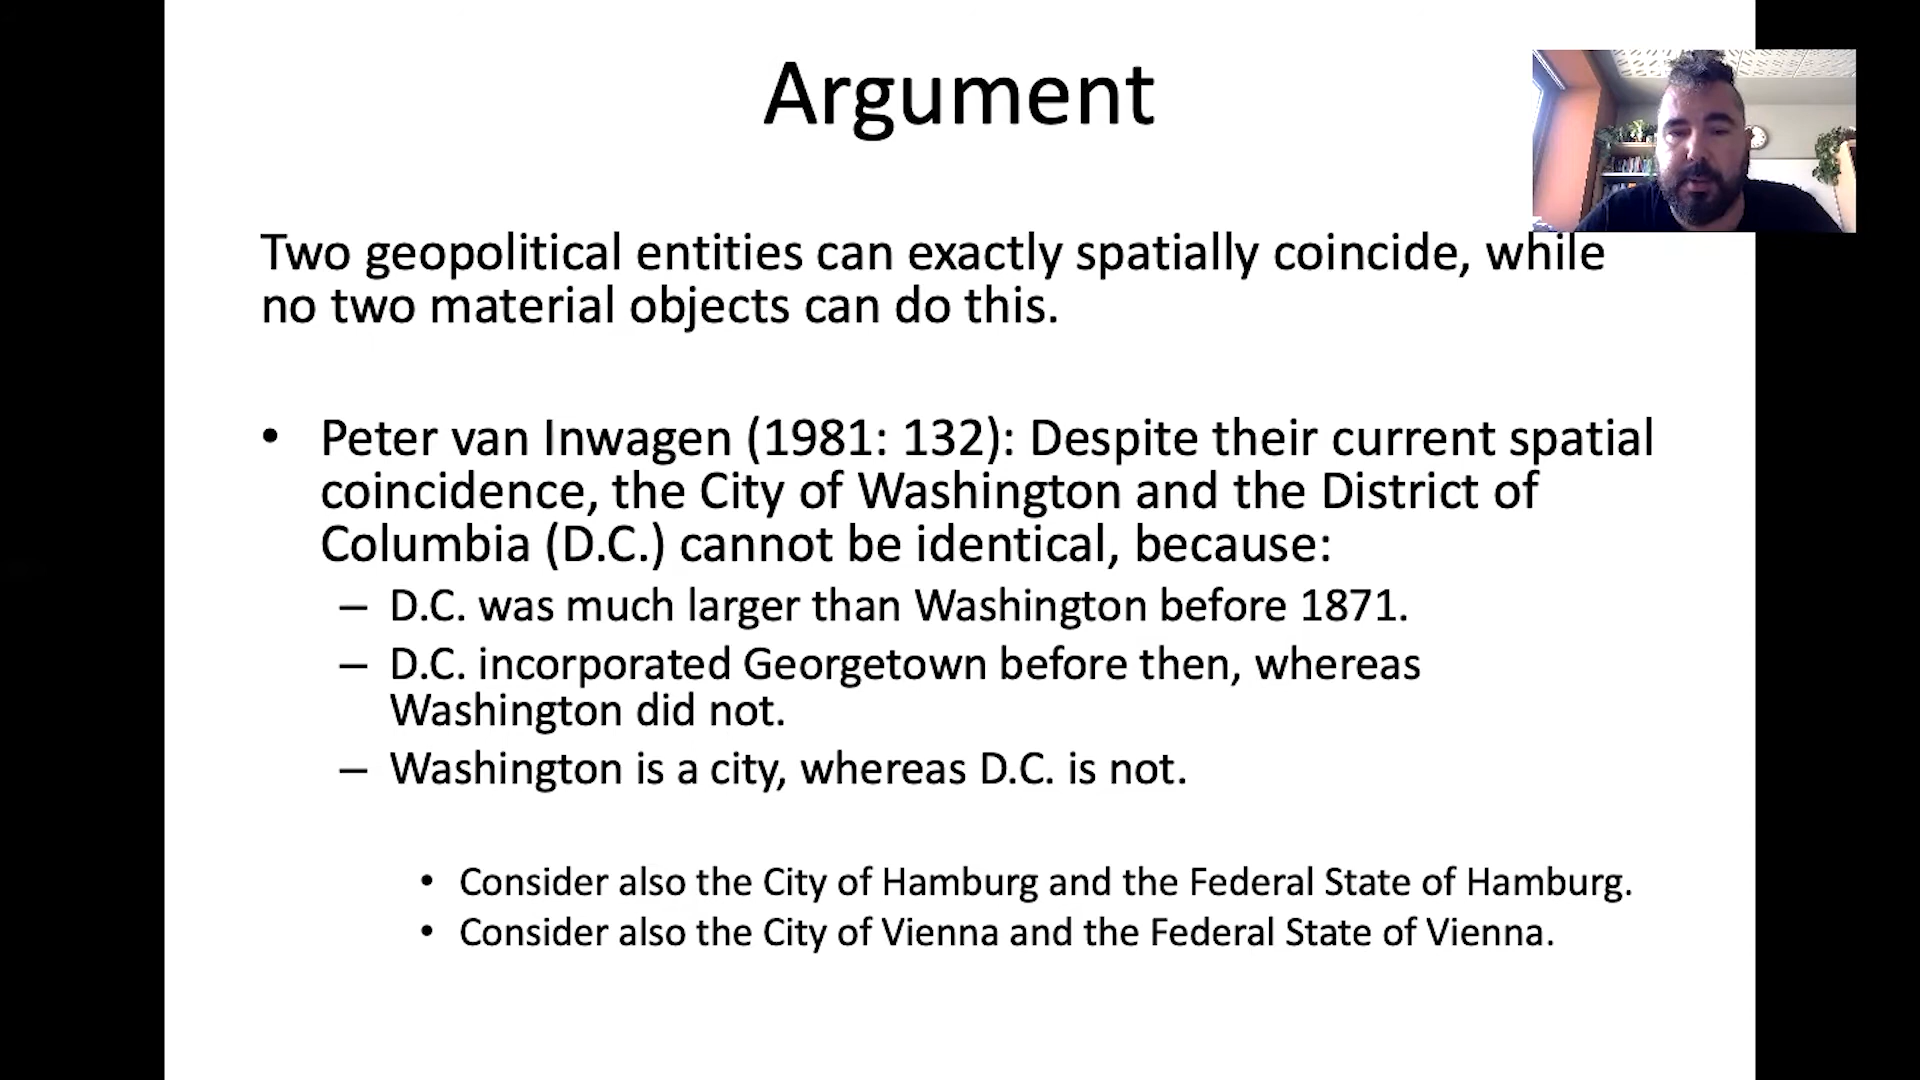 Argument
Two geopolitical entities can exactly spatially coincide, while
no two material objects can do this.
• Peter van Inwagen (1981: 132): Despite their current spatial
coincidence, the City of Washington and the District of
Columbia (D.C.) cannot be identical, because:
– D.C. was much larger than Washington before 1871.
– D.C. incorporated Georgetown before then, whereas
Washington did not.
– Washington is a city, whereas D.C. is not.
• Consider also the City of Hamburg and the Federal State of Hamburg.
• Consider also the City of Vienna and the Federal State of Vienna.